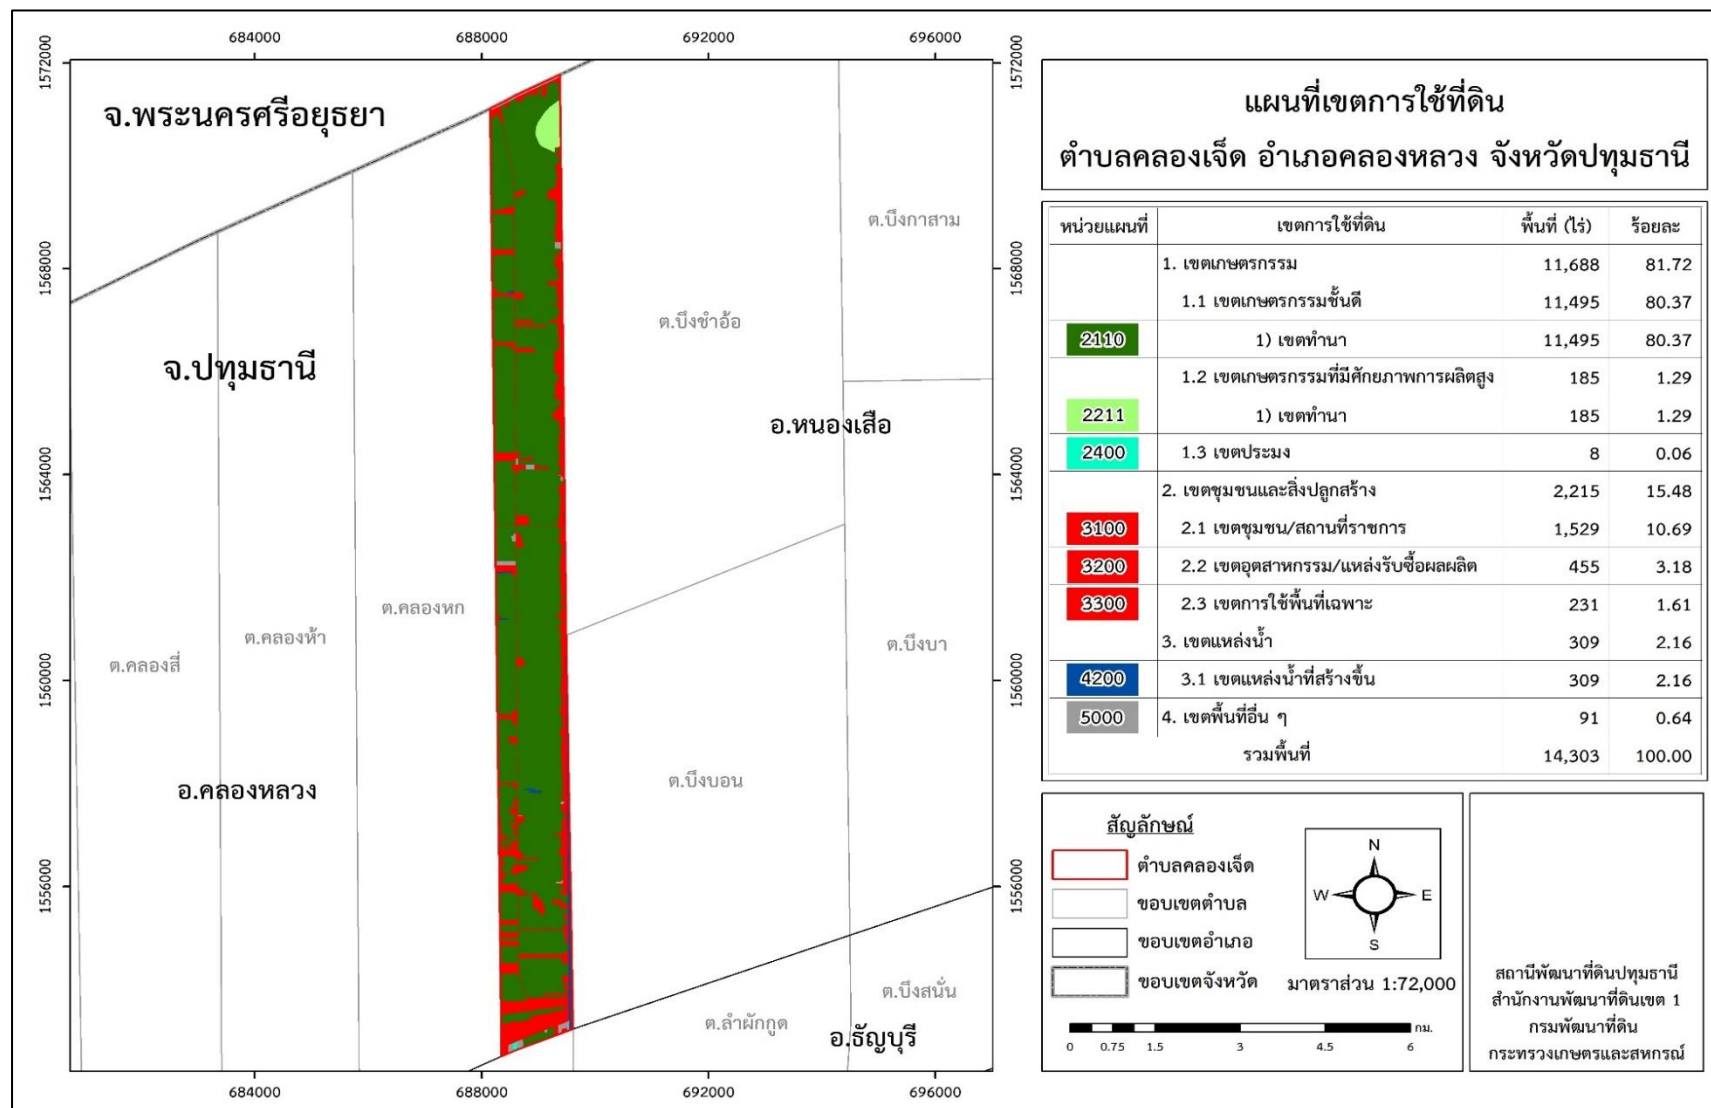 684000 688000 692000 696000
1572000 1572000
จ.พระนครศรีอยุธยา
ต.บึงกาสาม
1568000 1568000
ต.บึงชำอ้อ
จ.ปทุมธานี
อ.หนองเสือ
1564000 1564000
ต.คลองหก
ต.คลองห้า
ต.บึงบา
ต.คลองสี่
1560000 1560000
ต.บึงบอน
อ.คลองหลวง
1556000 1556000
ต.บึงสนั่น
ต.ลำผักกูด
อ.ธัญบุรี
684000 688000 692000 696000
แผนที่เขตการใช้ที่ดิน
ตำบลคลองเจ็ด อำเภอคลองหลวง จังหวัดปทุมธานี
หน่วยแผนที่ เขตการใช้ที่ดิน พื้นที่ (ไร่) ร้อยละ
1. เขตเกษตรกรรม 11,688 81.72
1.1 เขตเกษตรกรรมชั้นดี 11,495 80.37
2110 1) เขตทำนา 11,495 80.37
1.2 เขตเกษตรกรรมที่มีศักยภาพการผลิตสูง 185 1.29
2211 1) เขตทำนา 185 1.29
2400 1.3 เขตประมง 8 0.06
2. เขตชุมชนและสิ่งปลูกสร้าง 2,215 15.48
3100 2.1 เขตชุมชน/สถานที่ราชการ 1,529 10.69
3200 2.2 เขตอุตสาหกรรม/แหล่งรับซื้อผลผลิต 455 3.18
3300 2.3 เขตการใช้พื้นที่เฉพาะ 231 1.61
3. เขตแหล่งน้ำ 309 2.16
4200 3.1 เขตแหล่งน้ำที่สร้างขึ้น 309 2.16
5000 4. เขตพื้นที่อื่น ๆ 91 0.64
รวมพื้นที่ 14,303 100.00
สัญลักษณ์
ตำบลคลองเจ็ด
ขอบเขตตำบล
ขอบเขตอำเภอ
ขอบเขตจังหวัด
N
W E
S
มาตราส่วน 1:72,000
กม.
0 0.75 1.5 3 4.5 6
สถานีพัฒนาที่ดินปทุมธานี
สำนักงานพัฒนาที่ดินเขต 1
กรมพัฒนาที่ดิน
กระทรวงเกษตรและสหกรณ์